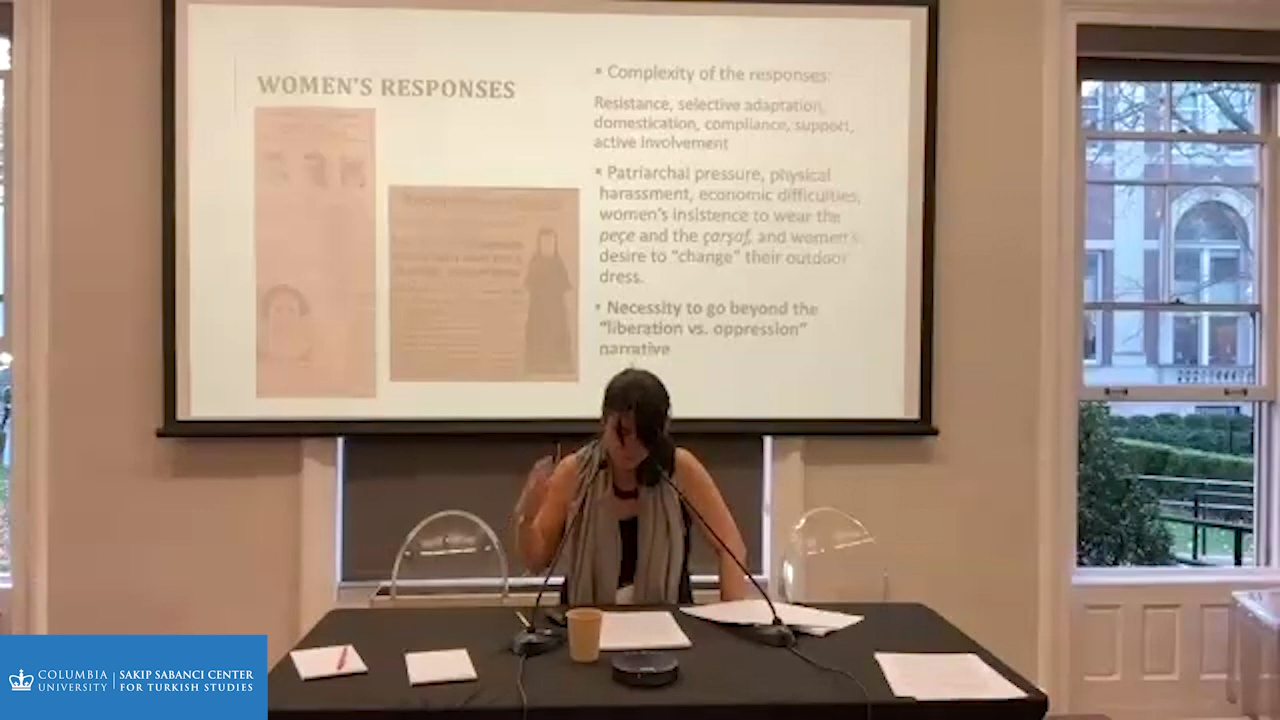 WOMEN'S RESPONSES
▪ Complexity of the responses:
Resistance, selective adaptation,
domestication, compliance, support,
active involvement
▪ Patriarchal pressure, physical
harassment, economic difficulties,
women's insistence to wear the
peçe and the çarşaf, and women's
desire to "change" their outdoor
dress.
▪ Necessity to go beyond the
"liberation vs. oppression"
narrative
COLUMBIA
UNIVERSITY
SAKIP SABANCI CENTER
FOR TURKISH STUDIES